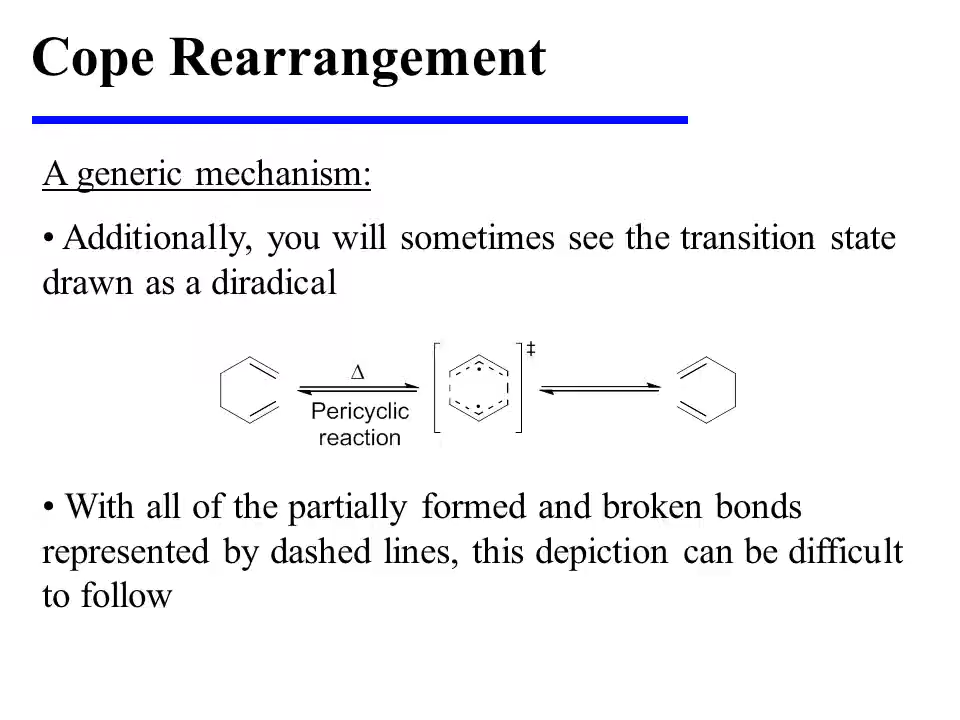 Cope Rearrangement
A generic mechanism:
• Additionally, you will sometimes see the transition state
drawn as a diradical
‡
Δ
Pericyclic
reaction
• With all of the partially formed and broken bonds
represented by dashed lines, this depiction can be difficult
to follow